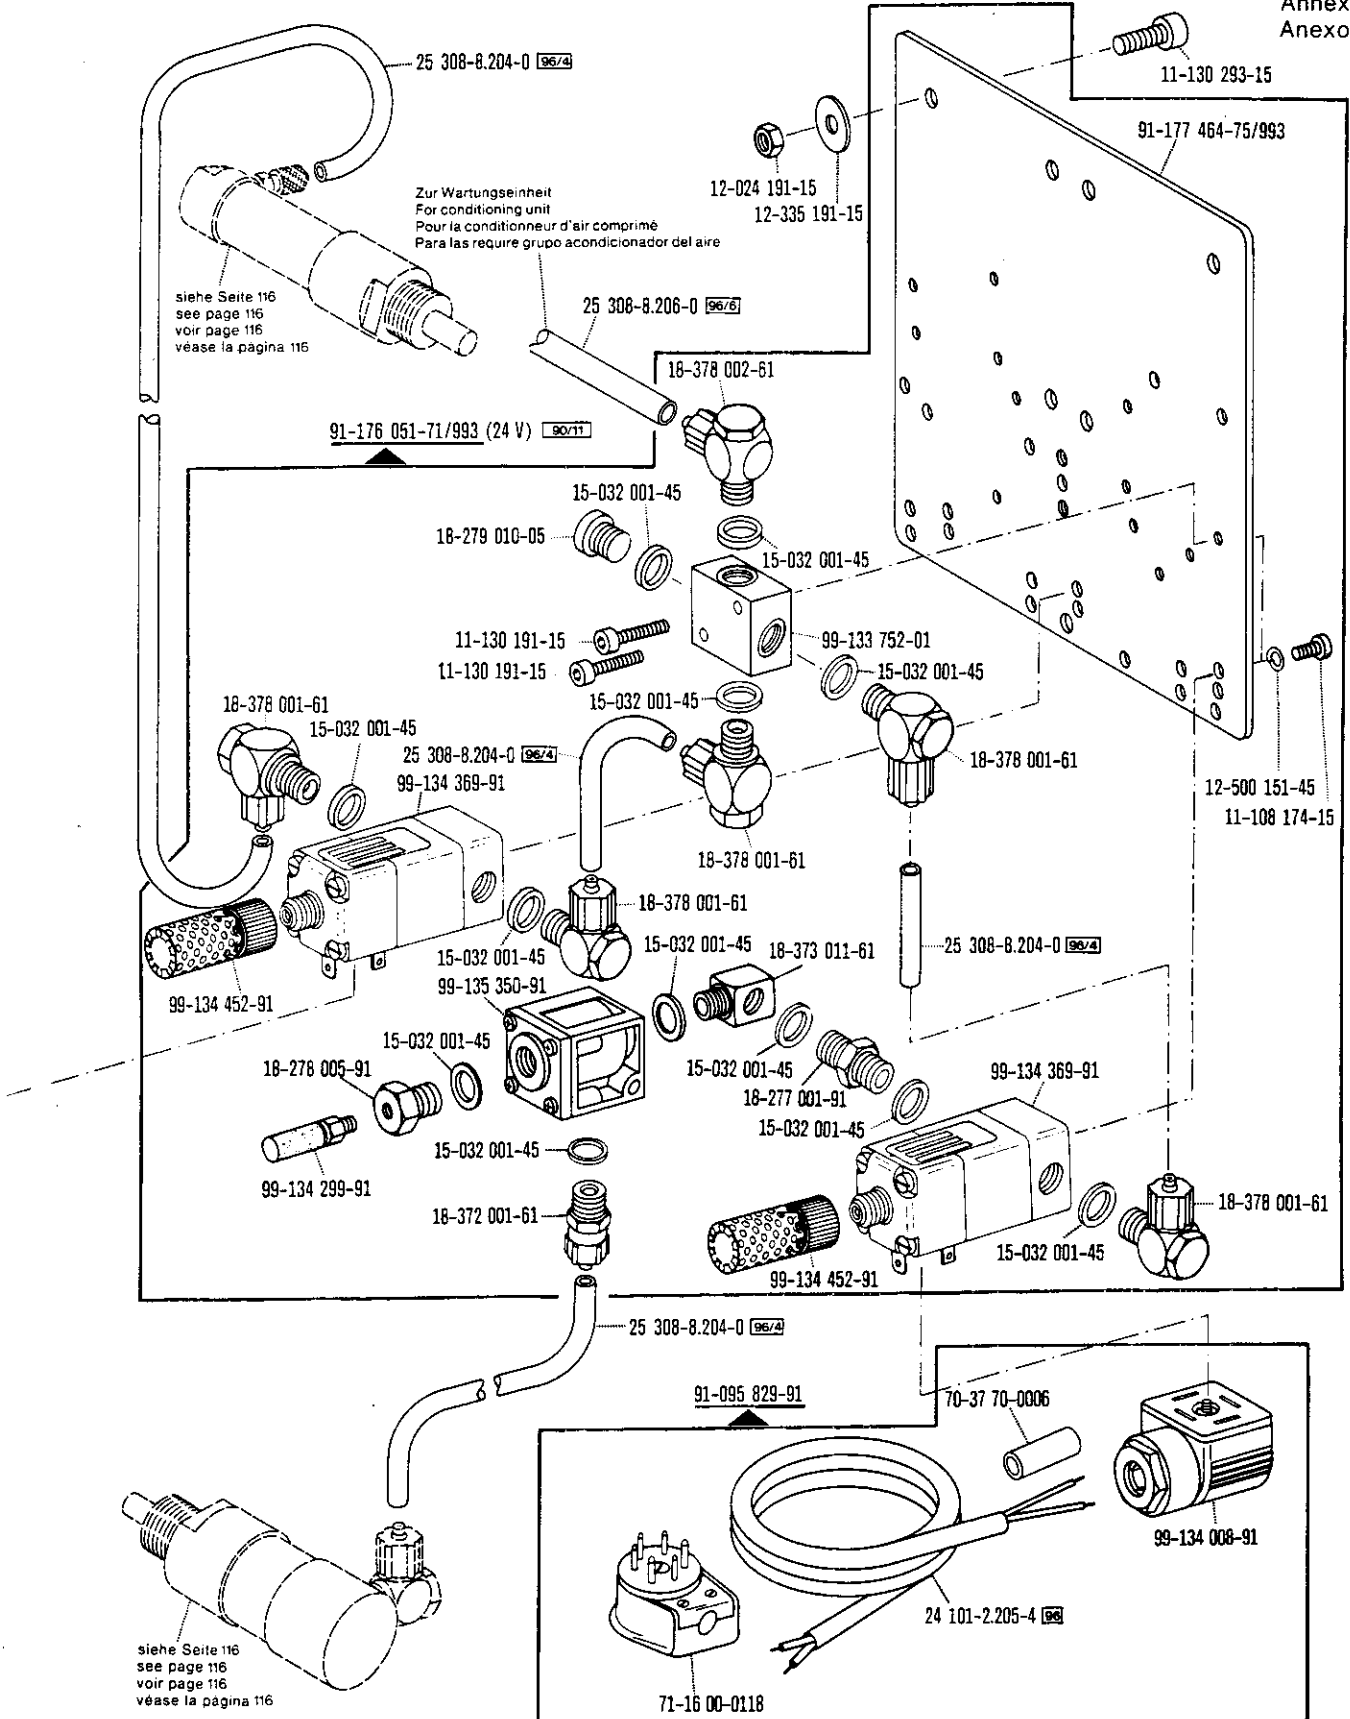 Annex
Anexo
25 308-8.204-0 96/4
11-130 293-15
91-177 464-75/993
12-024 191-15
12-335 191-15
Zur Wartungseinheit
For conditioning unit
Pour la conditionneur d'air comprimé
Para las require grupo acondicionador del aire
siehe Seite 116
see page 116
voir page 116
véase la página 116
25 308-8.206-0 96/6
18-378 002-61
91-176 051-71/993 (24 V) 90/11
15-032 001-45
18-279 010-05
15-032 001-45
11-130 191-15
99-133 752-01
11-130 191-15
15-032 001-45
15-032 001-45
18-378 001-61
15-032 001-45
25 308-8.204-0 96/4
18-378 001-61
99-134 369-91
12-500 151-45
11-108 174-15
18-378 001-61
18-378 001-61
15-032 001-45
15-032 001-45
18-373 011-61
25 308-8.204-0 96/4
99-135 350-91
99-134 452-91
15-032 001-45
18-278 005-91
15-032 001-45
18-277 001-91
99-134 369-91
15-032 001-45
15-032 001-45
99-134 299-91
18-372 001-61
18-378 001-61
15-032 001-45
99-134 452-91
25 308-8.204-0 96/4
91-095 829-91
70-37 70-0006
99-134 008-91
24 101-2.205-4 96
siehe Seite 116
see page 116
voir page 116
véase la página 116
71-16 00-0118